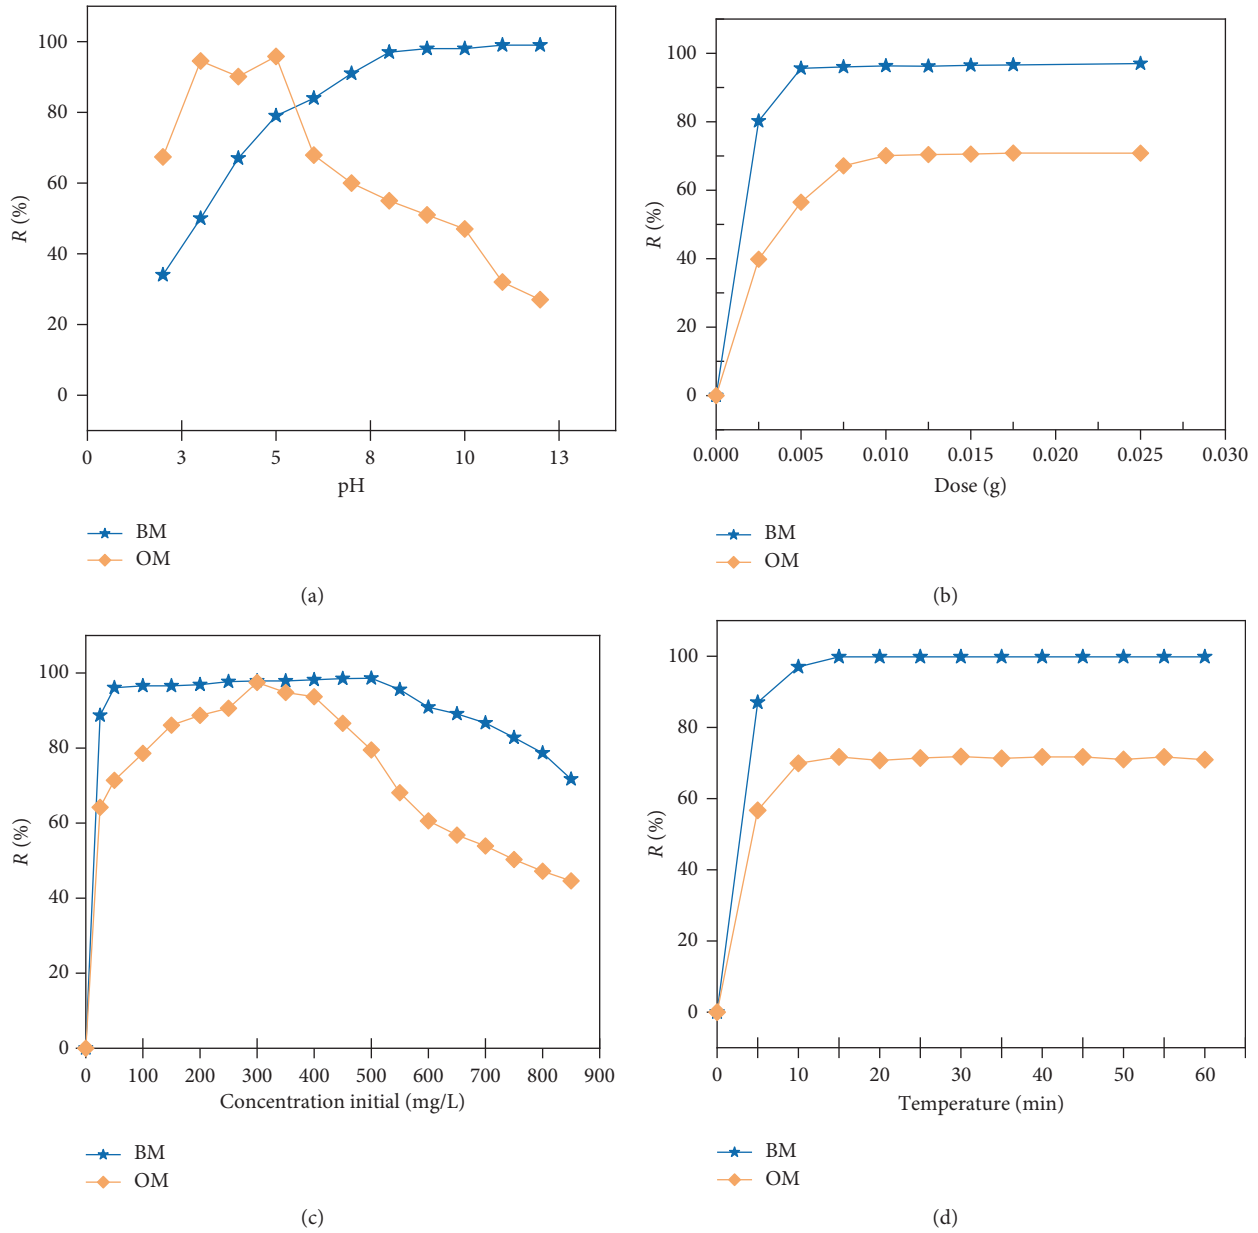 100
80
60
40
20
0
R (%)
0 3 5 8 10 13
pH
BM
OM
(a)
100
80
60
40
20
0
R (%)
0.000 0.005 0.010 0.015 0.020 0.025 0.030
Dose (g)
BM
OM
(b)
100
80
60
40
20
0
R (%)
0 100 200 300 400 500 600 700 800 900
Concentration initial (mg/L)
BM
OM
(c)
100
80
60
40
20
0
R (%)
0 10 20 30 40 50 60
Temperature (min)
BM
OM
(d)